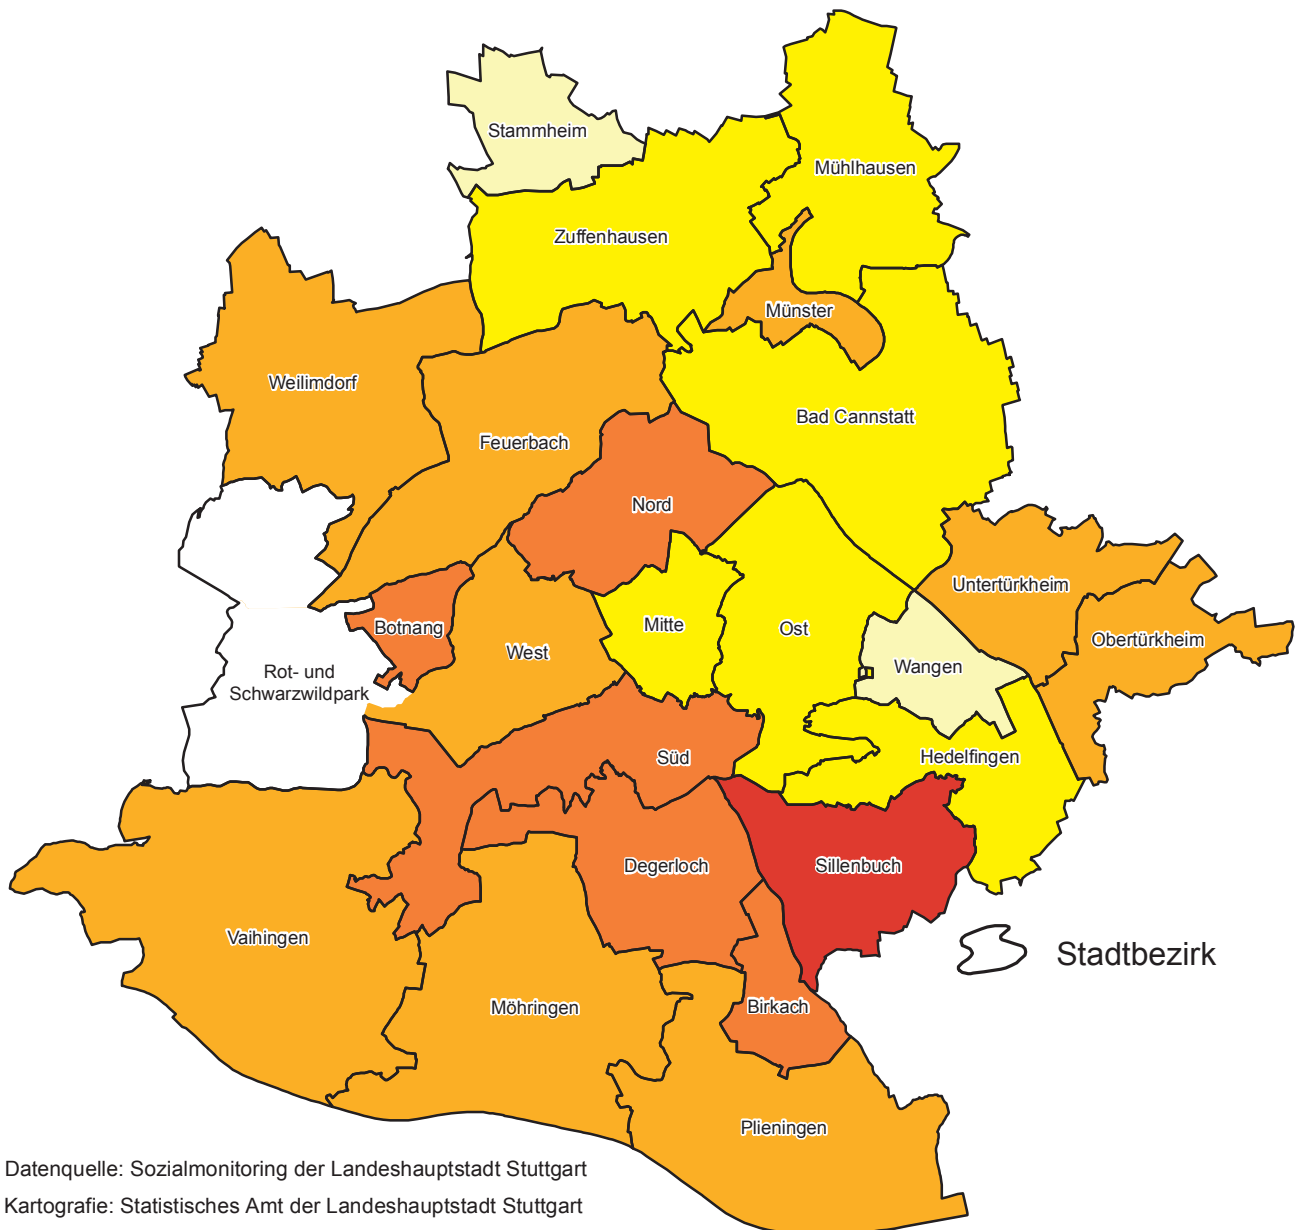 Stammheim
Mühlhausen
Zuffenhausen
Münster
Weilimdorf
Bad Cannstatt
Feuerbach
Nord
Untertürkheim
Botnang
Mitte
Ost
Obertürkheim
West
Wangen
Rot- und
Schwarzwildpark
Süd
Hedelfingen
Degerloch
Sillenbuch
Vaihingen
Stadtbezirk
Möhringen
Birkach
Plieningen
Datenquelle: Sozialmonitoring der Landeshauptstadt Stuttgart
Kartografie: Statistisches Amt der Landeshauptstadt Stuttgart